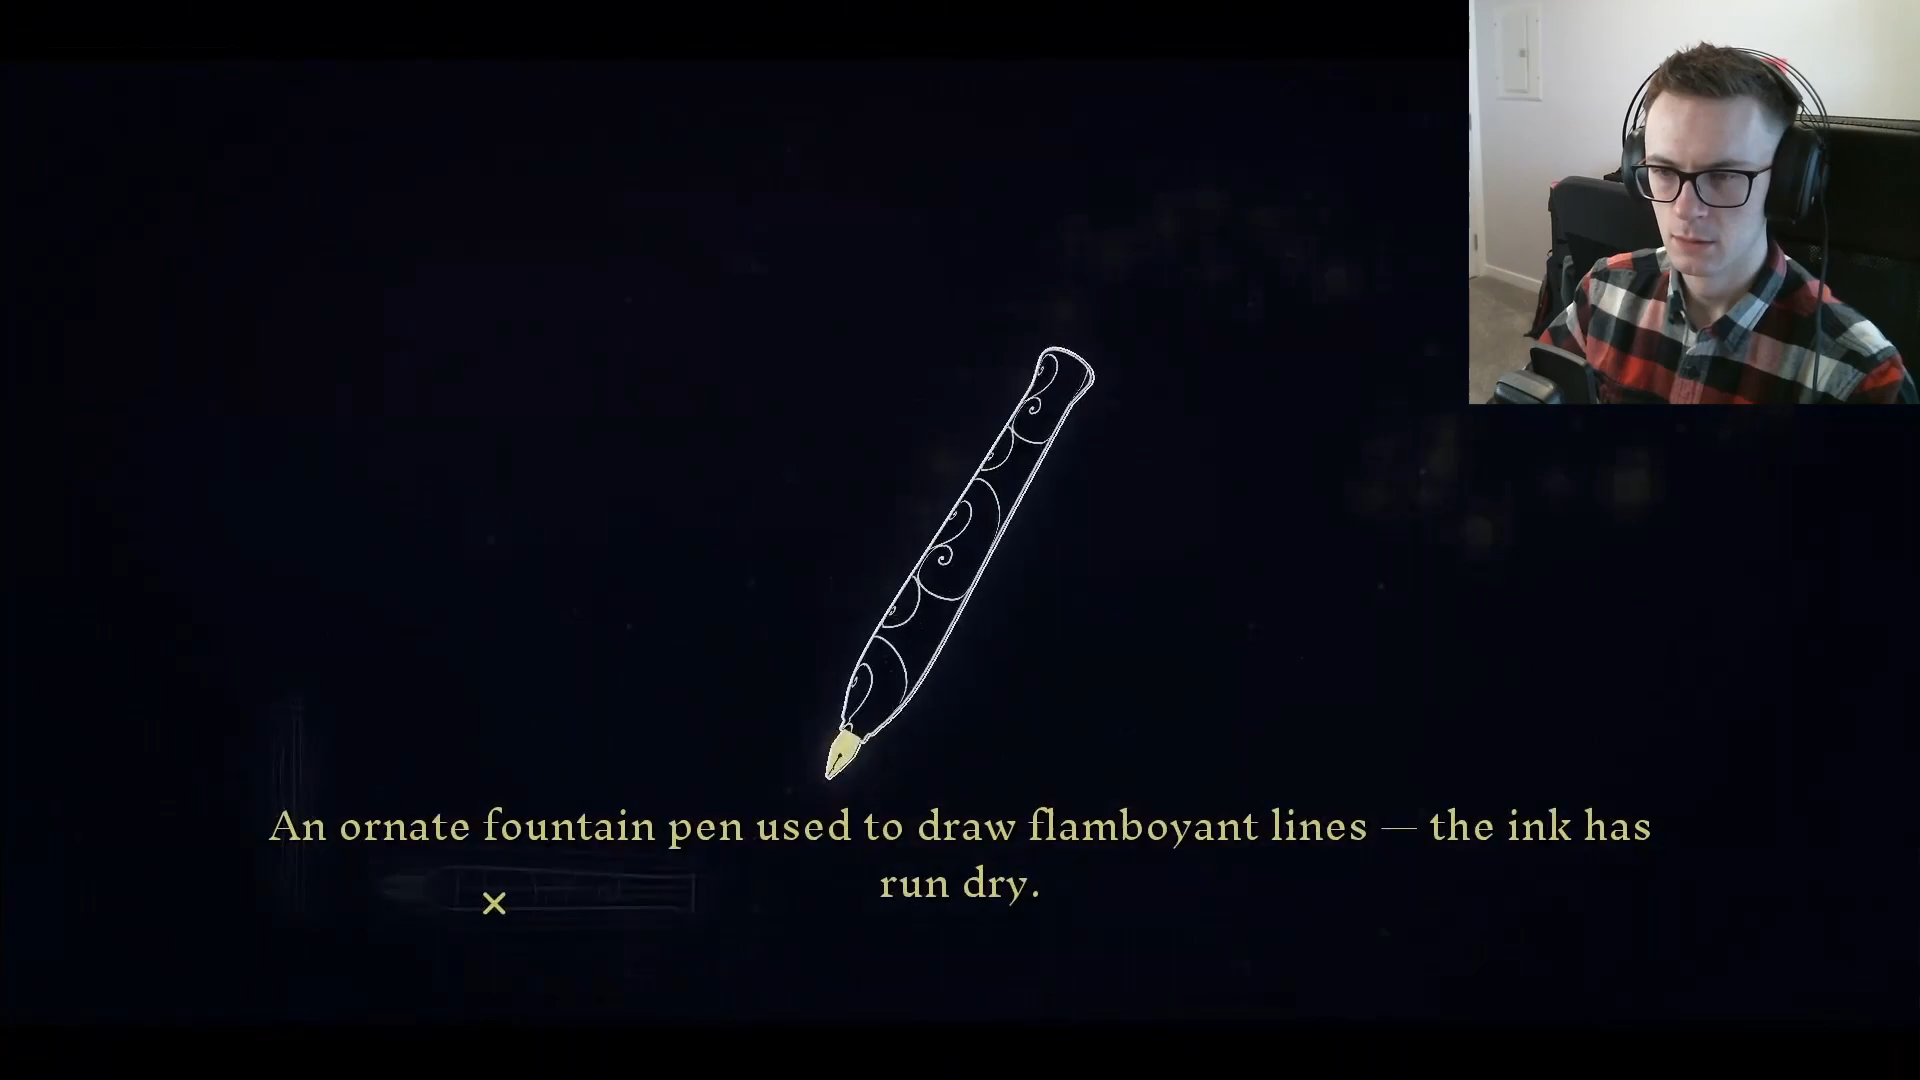 An ornate fountain pen used to draw flamboyant lines — the ink has
run dry.